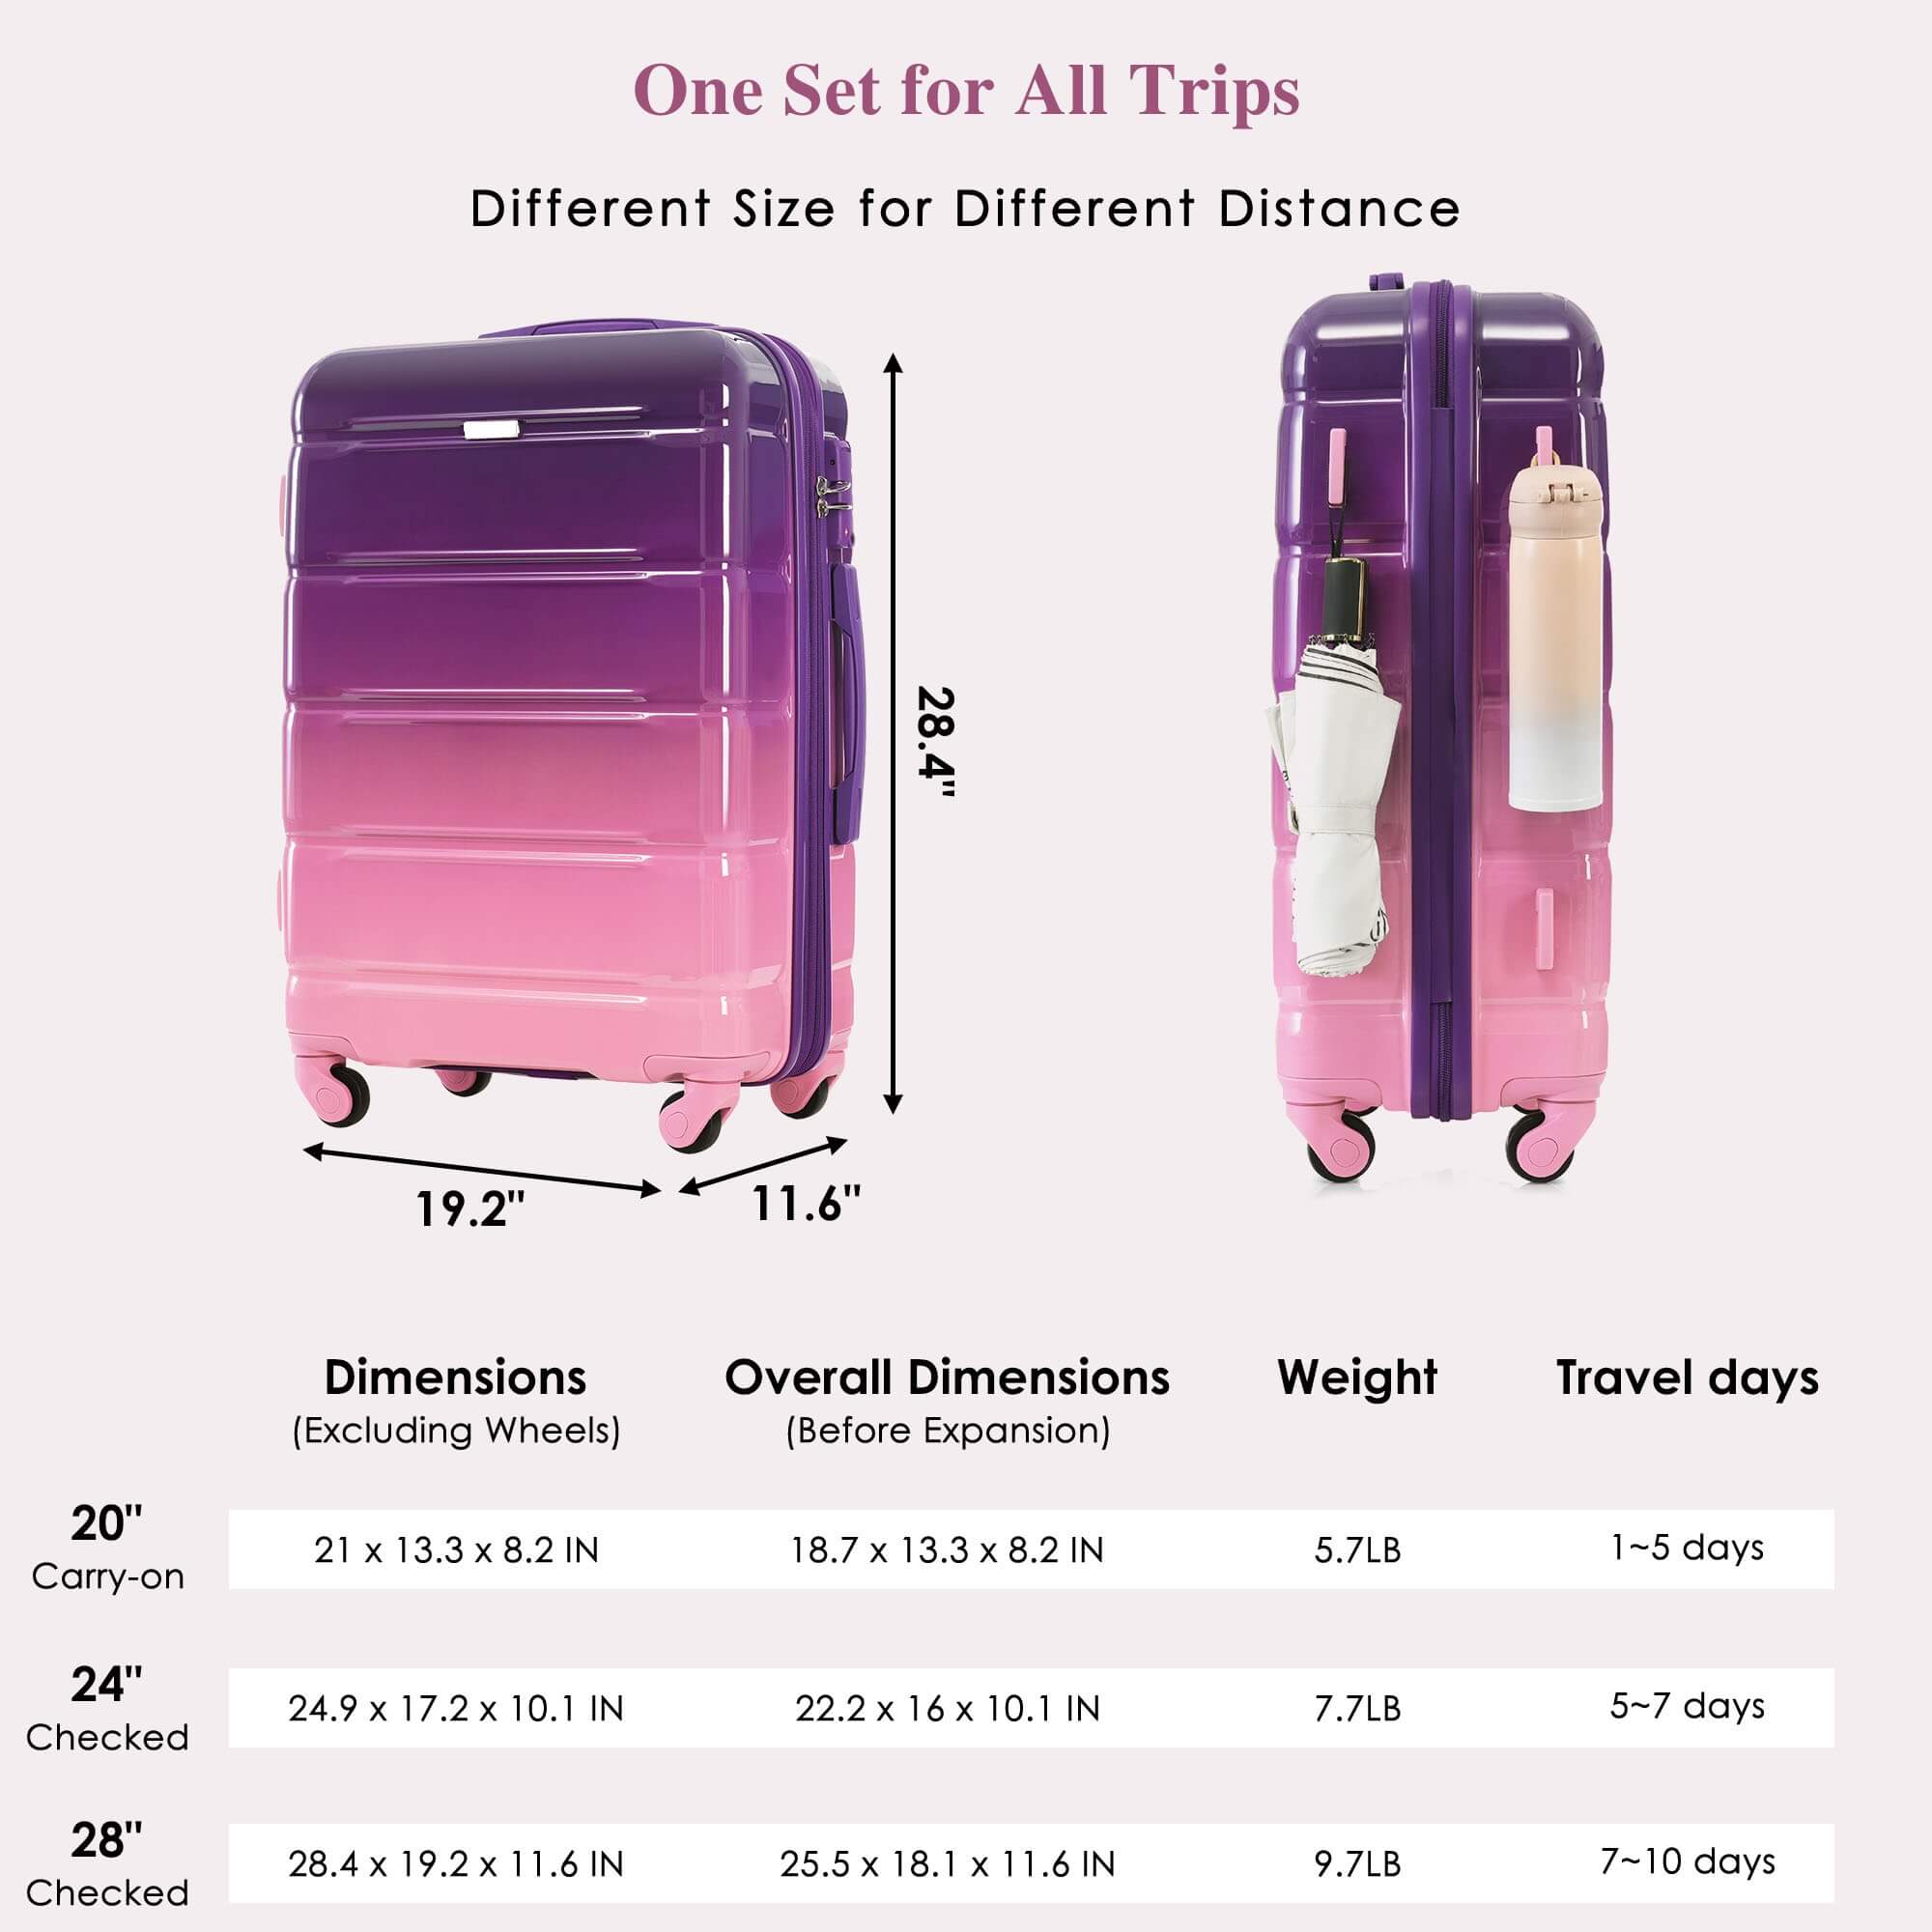 One Set for All Trips
Different Size for Different Distance
28.4"
19.2"
11.6"
Dimensions Overall Dimensions Weight Travel days
(Excluding Wheels) (Before Expansion)
20"
Carry-on
21 x 13.3 x 8.2 IN 18.7 x 13.3 x 8.2 IN 5.7LB 1~5 days
24"
Checked
24.9 x 17.2 x 10.1 IN 22.2 x 16 x 10.1 IN 7.7LB 5~7 days
28"
Checked
28.4 x 19.2 x 11.6 IN 25.5 x 18.1 x 11.6 IN 9.7LB 7~10 days